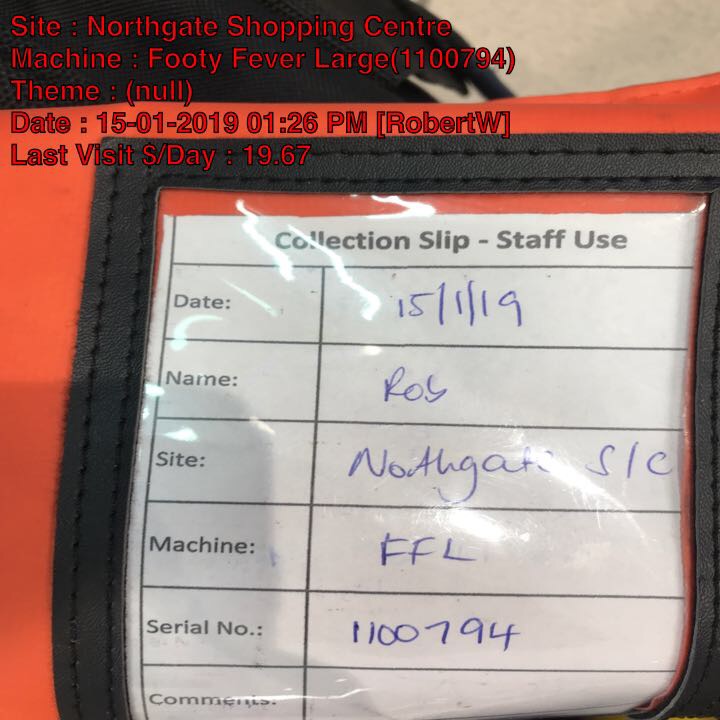 Site : Northgate Shopping Centre
Machine : Footy Fever Large(1100794)
Theme : (null)
Date : 15-01-2019 01:26 PM [RobertW]
Last Visit $/Day : 19.67
Collection Slip - Staff Use
Date: 15/1/19
Name: Rob
Site: Northgate S/C
Machine: FFL
Serial No.: 1100794
Comments: